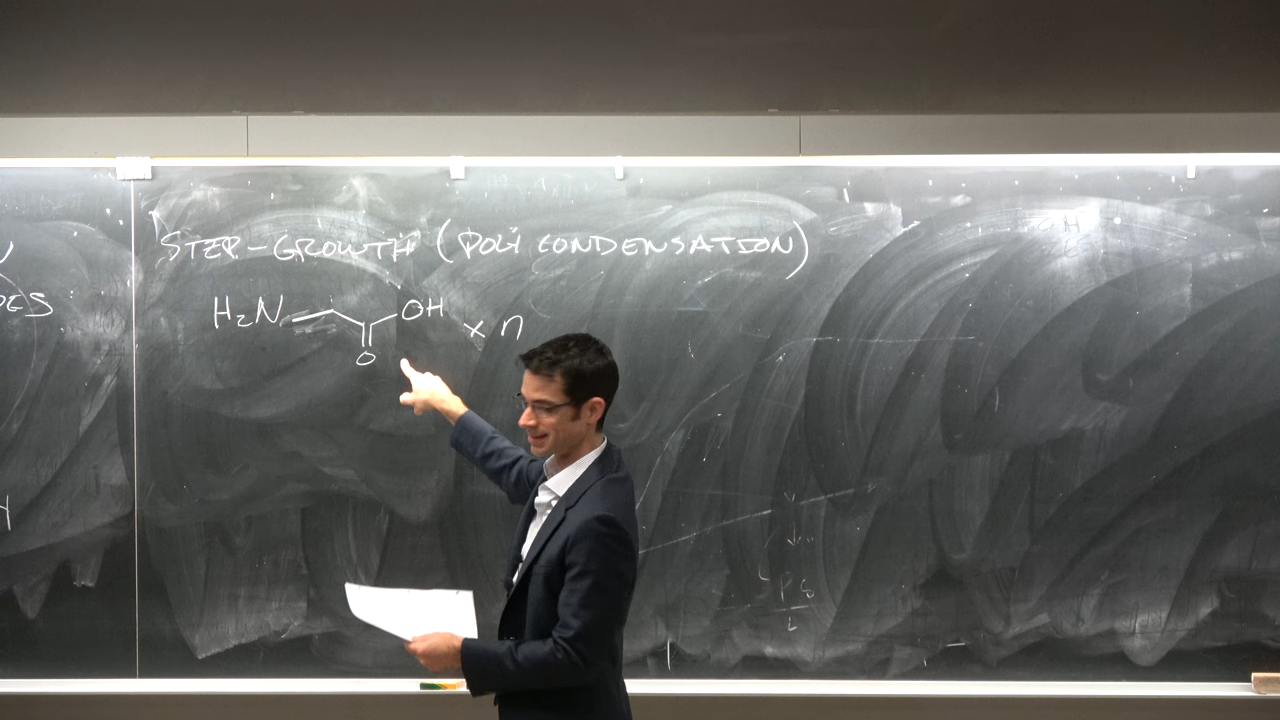 STEP-GROWTH (POLYCONDENSATION)
H₂N OH
x n
O